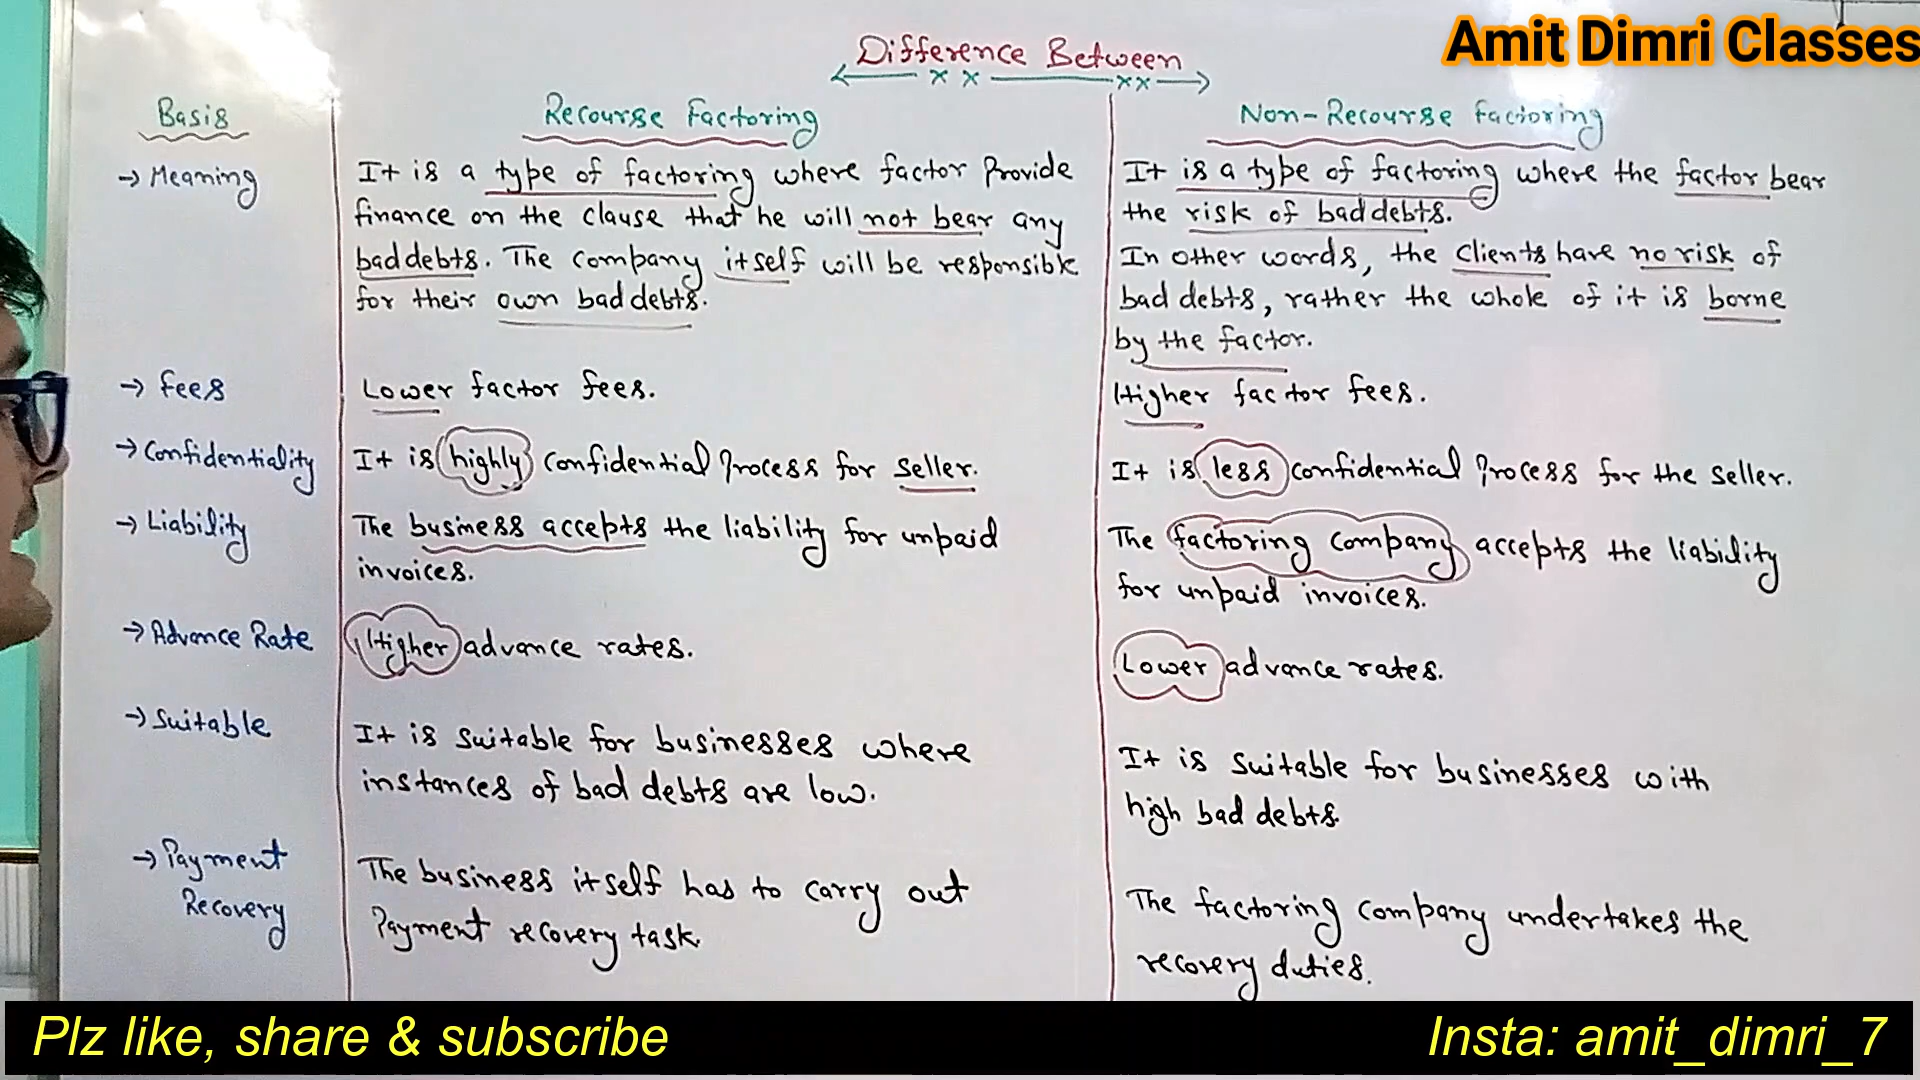 Amit Dimri Classes
Difference Between
Basis
Recourse Factoring
Non-Recourse Factoring
→ Meaning
It is a type of factoring where factor Provide
finance on the clause that he will not bear any
bad debts. The company itself will be responsible
for their own bad debts.
It is a type of factoring where the factor bear
the risk of bad debts.
In other words, the clients have no risk of
bad debts, rather the whole of it is borne
by the factor.
→ Fees
Lower factor fees.
Higher factor fees.
→ Confidentiality
It is highly confidential Process for seller.
It is less confidential Process for the seller.
→ Liability
The business accepts the liability for unpaid
invoices.
The factoring company accepts the liability
for unpaid invoices.
→ Advance Rate
Higher advance rates.
Lower advance rates.
→ Suitable
It is suitable for businesses where
instances of bad debts are low.
It is suitable for businesses with
high bad debts.
→ Payment
Recovery
The business itself has to carry out
Payment recovery task.
The factoring company undertakes the
recovery duties.
Plz like, share & subscribe
Insta: amit_dimri_7